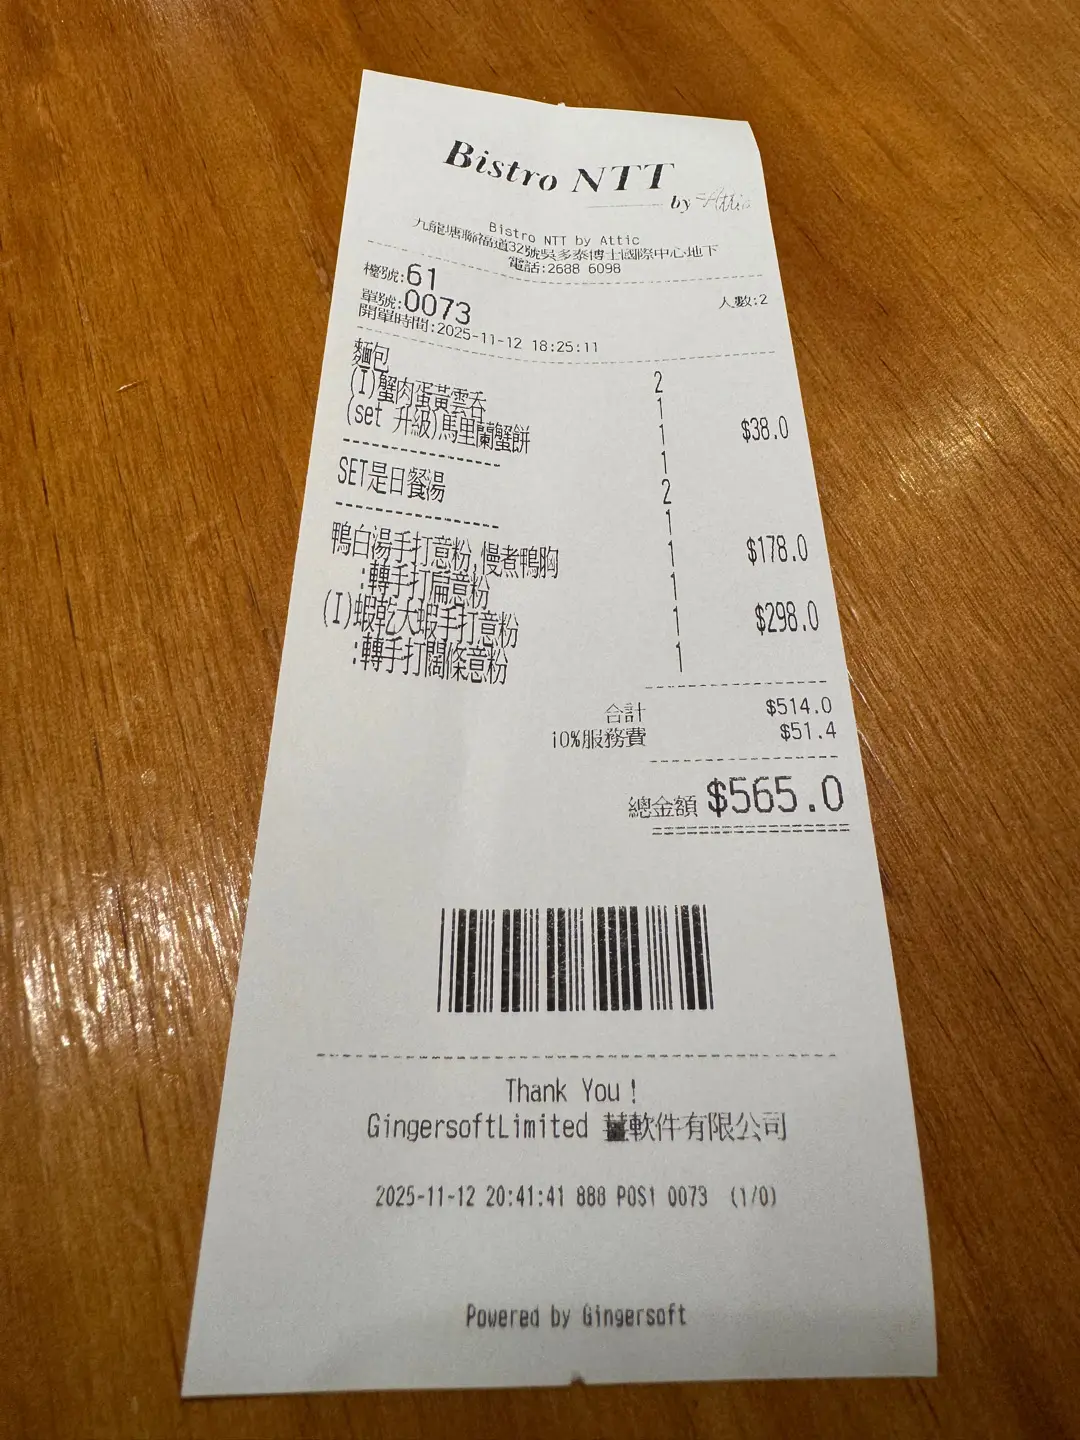 Bistro NTT
by Attic
Bistro NTT by Attic
九龍塘聯福道32號吳多泰博士國際中心地下
電話:2688 6098
檯號:61
單號:0073 人數:2
開單時間:2025-11-12 18:25:11
麵包 2
(I)蟹肉蛋黃雲吞 1
(set 升級)馬里蘭蟹餅 1 $38.0
--------------- 1
SET是日餐湯 2
--------------- 1
鴨白湯手打意粉,慢煮鴨胸 1 $178.0
:轉手打扁意粉 1
(I)蝦乾大蝦手打意粉 1 $298.0
:轉手打闊條意粉 1
合計 $514.0
10%服務費 $51.4
總金額 $565.0
Thank You !
GingersoftLimited 薑軟件有限公司
2025-11-12 20:41:41 888 POS1 0073 (1/0)
Powered by Gingersoft